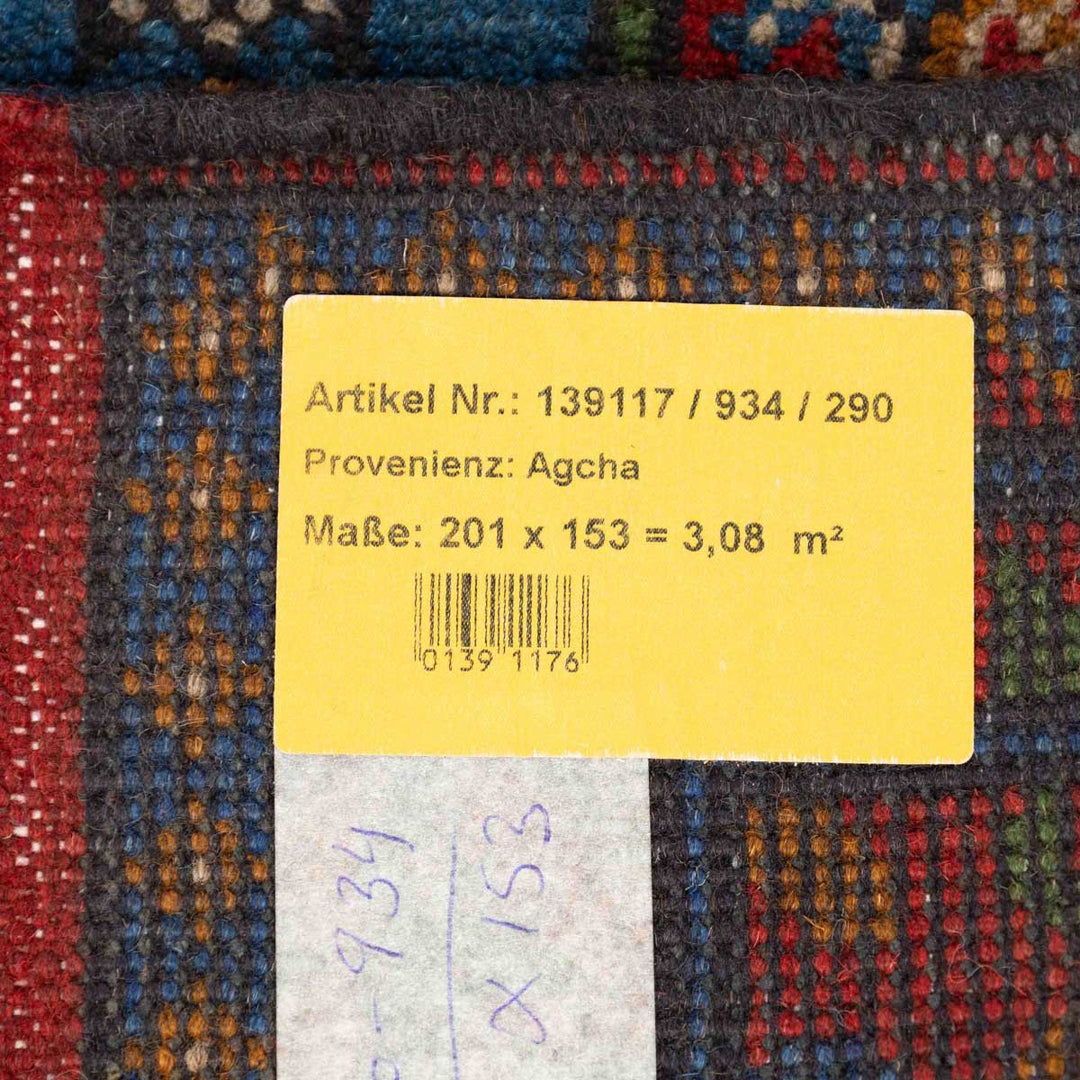 Artikel Nr.: 139117 / 934 / 290
Provenienz: Agcha
Maße: 201 x 153 = 3,08 m²
0139 1176
- 934
x 153